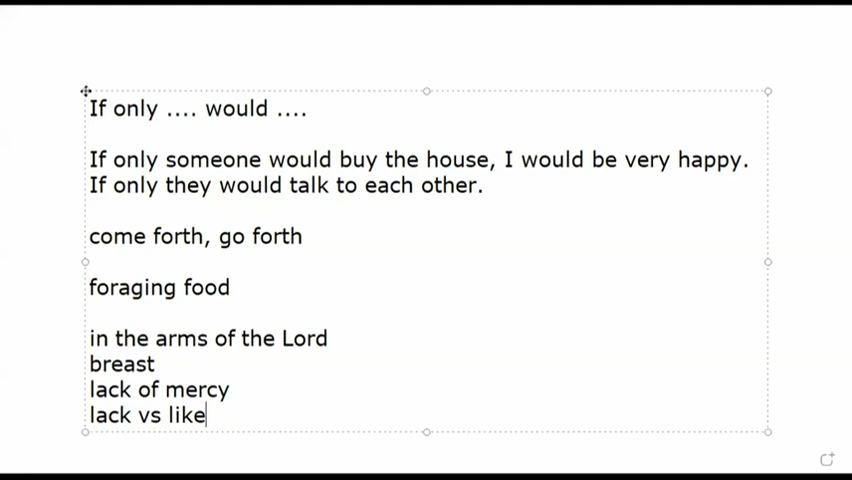 If only .... would ....
If only someone would buy the house, I would be very happy.
If only they would talk to each other.
come forth, go forth
foraging food
in the arms of the Lord
breast
lack of mercy
lack vs like